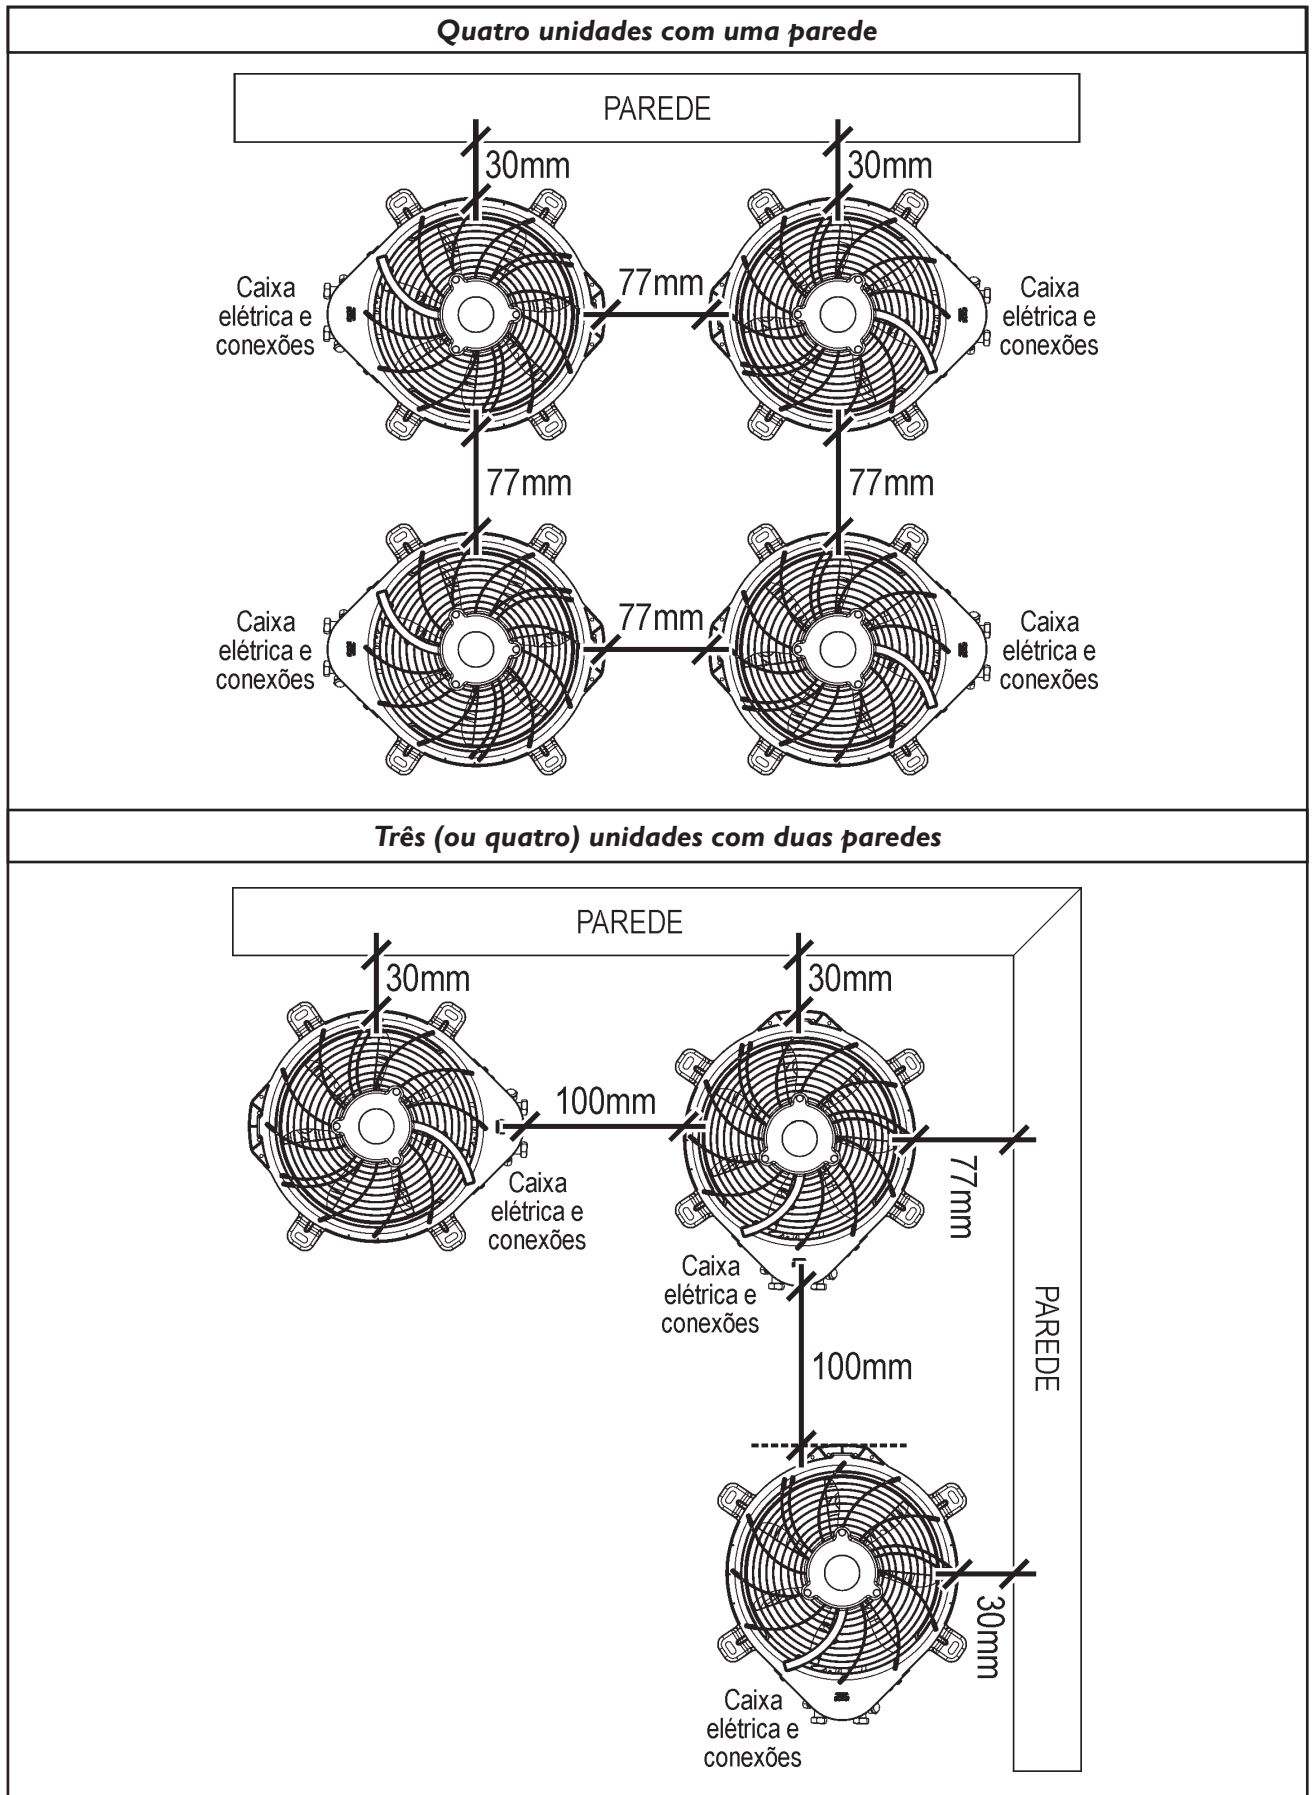 Quatro unidades com uma parede
PAREDE
30mm
30mm
Caixa
elétrica e
conexões
77mm
Caixa
elétrica e
conexões
77mm
77mm
Caixa
elétrica e
conexões
77mm
Caixa
elétrica e
conexões
Três (ou quatro) unidades com duas paredes
PAREDE
30mm
30mm
100mm
77mm
Caixa
elétrica e
conexões
Caixa
elétrica e
conexões
PAREDE
100mm
30mm
Caixa
elétrica e
conexões